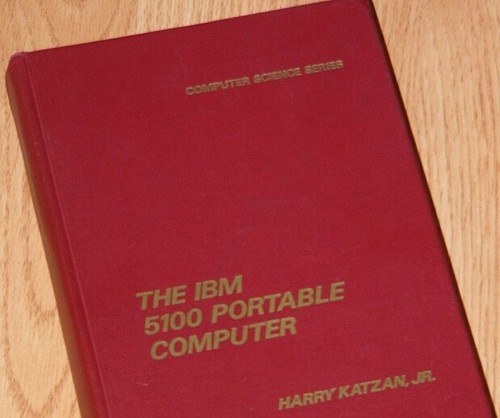 COMPUTER SCIENCE SERIES
THE IBM
5100 PORTABLE
COMPUTER
HARRY KATZAN, JR.